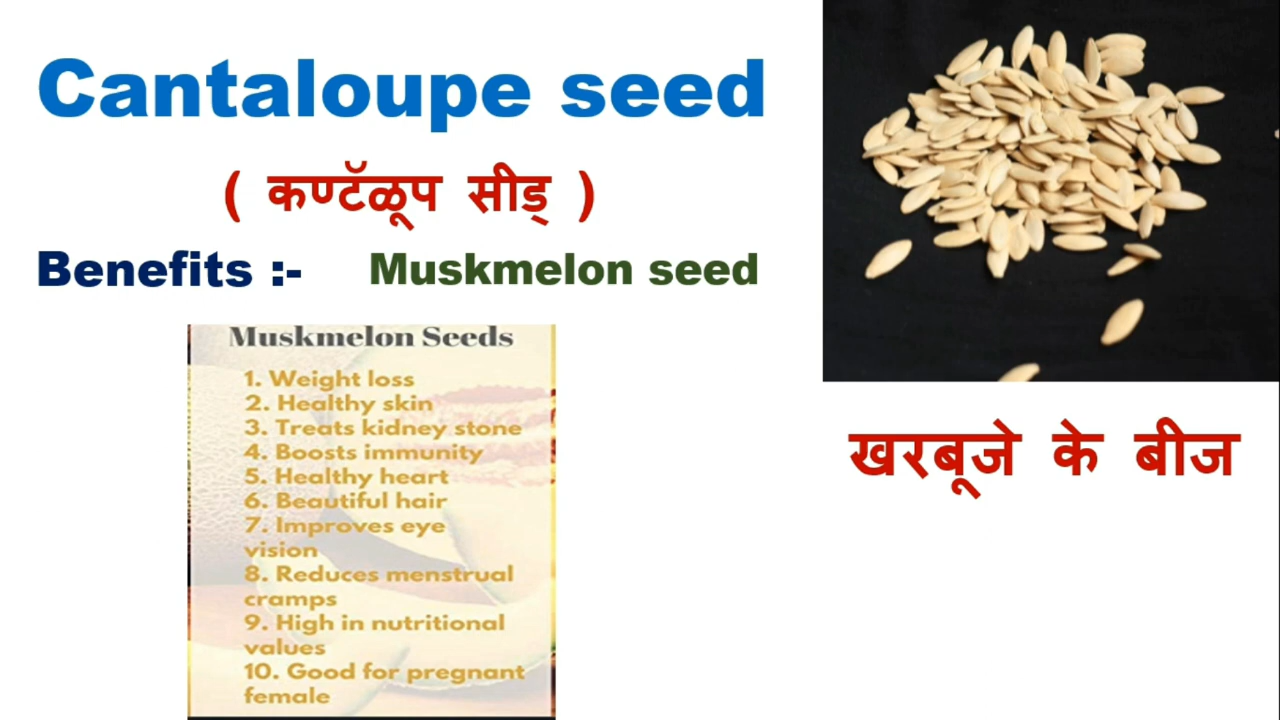 Cantaloupe seed
( कण्टॅळूप सीड् )
Benefits :- Muskmelon seed
Muskmelon Seeds
1. Weight loss
2. Healthy skin
3. Treats kidney stone
4. Boosts immunity
5. Healthy heart
6. Beautiful hair
7. Improves eye
vision
8. Reduces menstrual
cramps
9. High in nutritional
values
10. Good for pregnant
female
खरबूजे के बीज